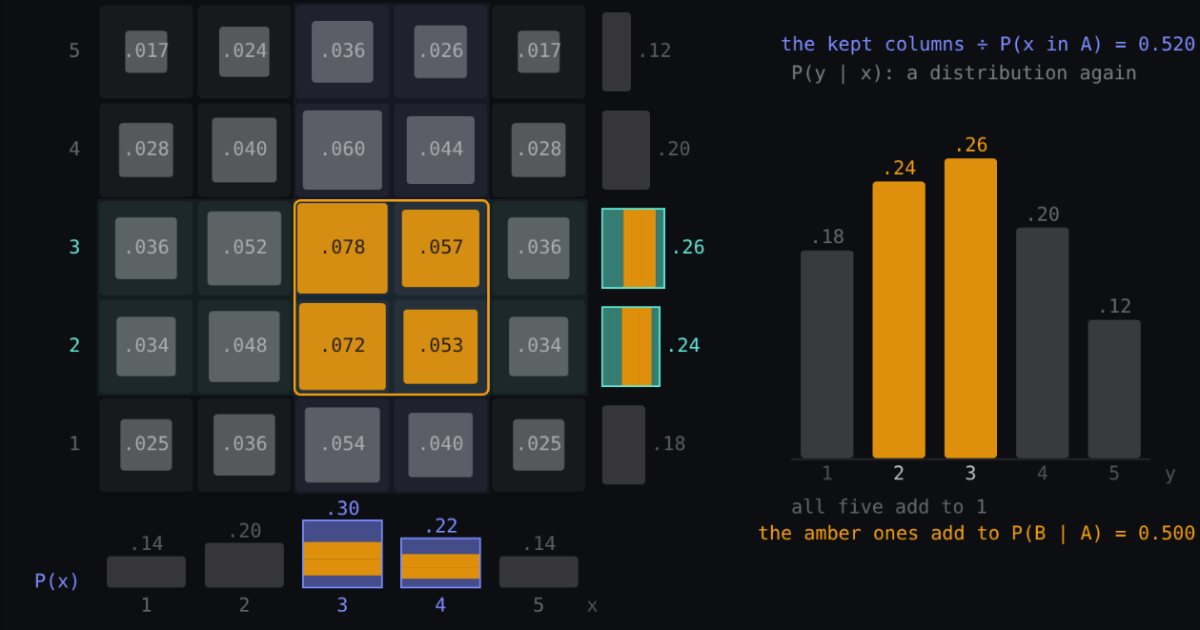 the kept columns ÷ P(x in A) = 0.520
P(y | x): a distribution again
5 .017 .024 .036 .026 .017 .12
4 .028 .040 .060 .044 .028 .20
3 .036 .052 .078 .057 .036 .26
2 .034 .048 .072 .053 .034 .24
1 .025 .036 .054 .040 .025 .18
.14 .20 .30 .22 .14
P(x)
1 2 3 4 5 x
.18 .24 .26 .20 .12
1 2 3 4 5 y
all five add to 1
the amber ones add to P(B | A) = 0.500